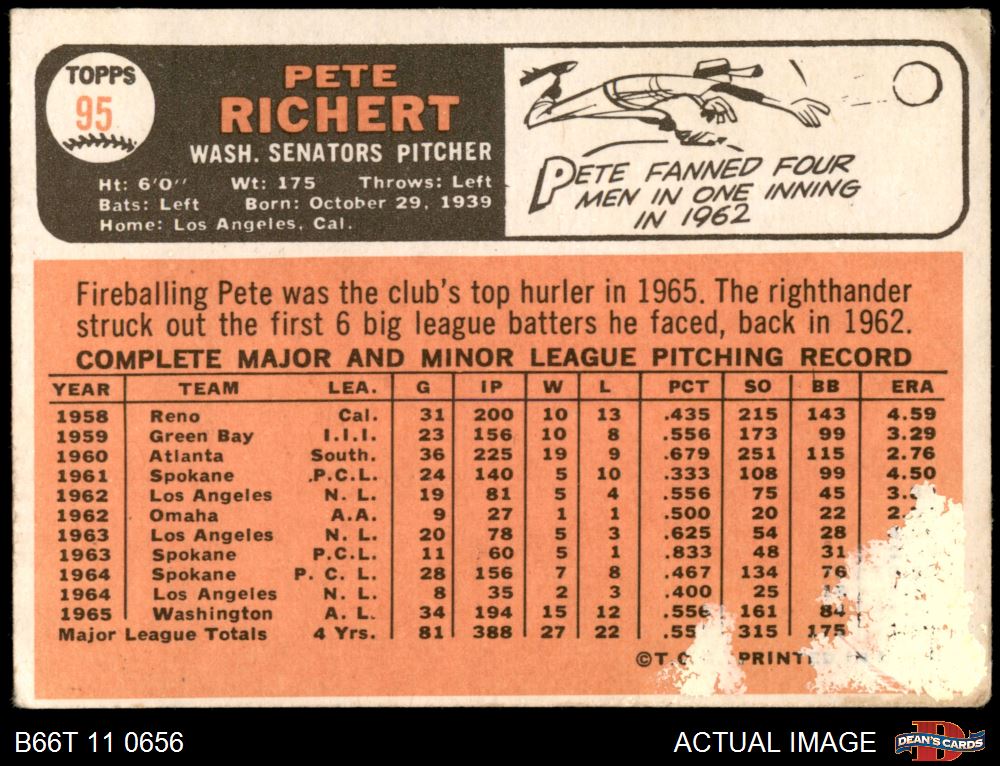 TOPPS
95
PETE
RICHERT
WASH. SENATORS PITCHER
Ht: 6'0" Wt: 175 Throws: Left
Bats: Left Born: October 29, 1939
Home: Los Angeles, Cal.
PETE FANNED FOUR
MEN IN ONE INNING
IN 1962
Fireballing Pete was the club's top hurler in 1965. The righthander
struck out the first 6 big league batters he faced, back in 1962.
COMPLETE MAJOR AND MINOR LEAGUE PITCHING RECORD
YEAR TEAM LEA. G IP W L PCT SO BB ERA
1958 Reno Cal. 31 200 10 13 .435 215 143 4.59
1959 Green Bay I.I.I. 23 156 10 8 .556 173 99 3.29
1960 Atlanta South. 36 225 19 9 .679 251 115 2.76
1961 Spokane .P.C.L. 24 140 5 10 .333 108 99 4.50
1962 Los Angeles N. L. 19 81 5 4 .556 75 45
1962 Omaha A.A. 9 27 1 1 .500 20 22
1963 Los Angeles N. L. 20 78 5 3 .625 54 28
1963 Spokane P.C.L. 11 60 5 1 .833 48 31
1964 Spokane P. C. L. 28 156 7 8 .467 134 76
1964 Los Angeles N. L. 8 35 2 3 .400 25
1965 Washington A. L. 34 194 15 12 .556 161 84
Major League Totals 4 Yrs. 81 388 27 22 315 175
B66T 11 0656
ACTUAL IMAGE
DEAN'S CARDS